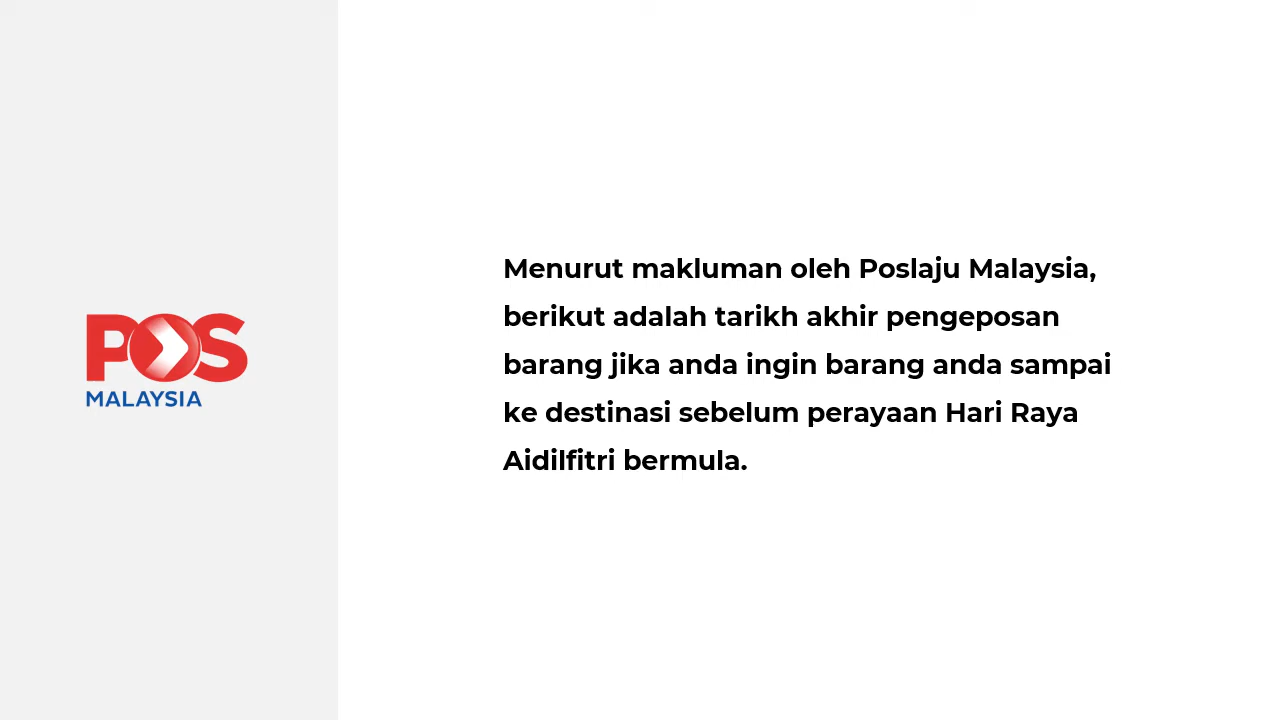 POS
MALAYSIA
Menurut makluman oleh Poslaju Malaysia,
berikut adalah tarikh akhir pengeposan
barang jika anda ingin barang anda sampai
ke destinasi sebelum perayaan Hari Raya
Aidilfitri bermula.